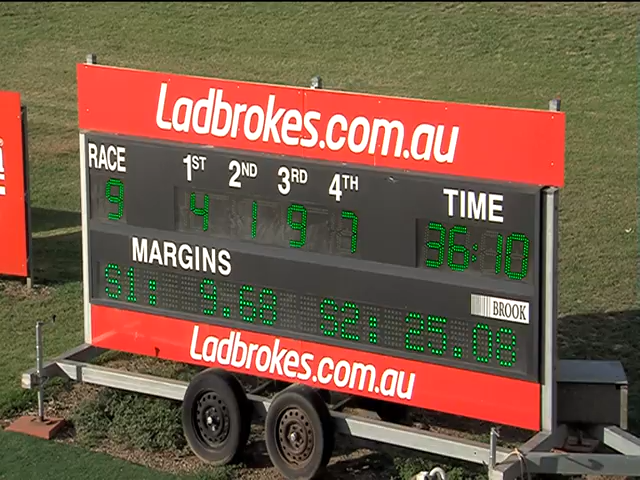 Ladbrokes.com.au
RACE 1ST 2ND 3RD 4TH TIME
9 4 1 9 7 36:10
MARGINS
BROOK
S1: 9.68 S2: 25.08
Ladbrokes.com.au